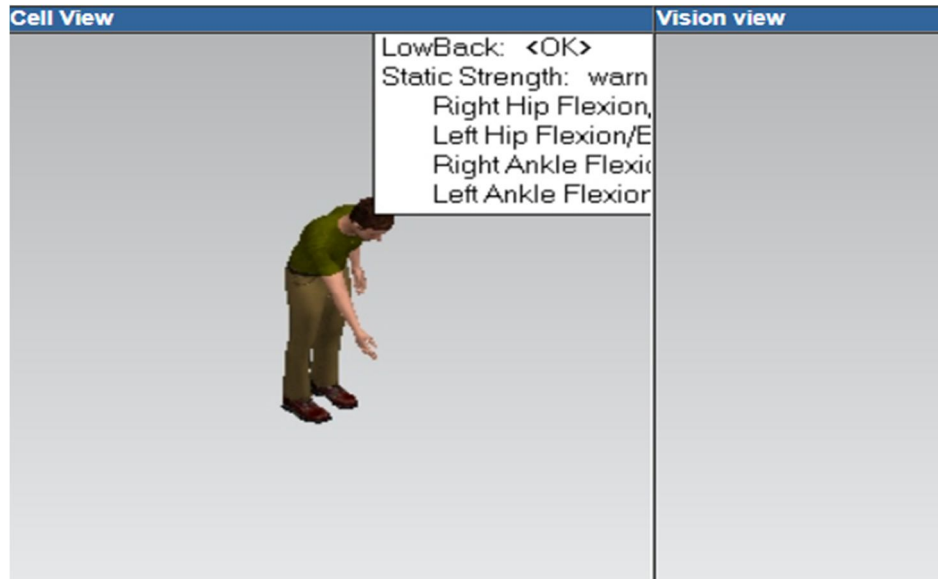 Cell View
Vision view
LowBack: <OK>
Static Strength: warn
Right Hip Flexion,
Left Hip Flexion/E
Right Ankle Flexic
Left Ankle Flexior